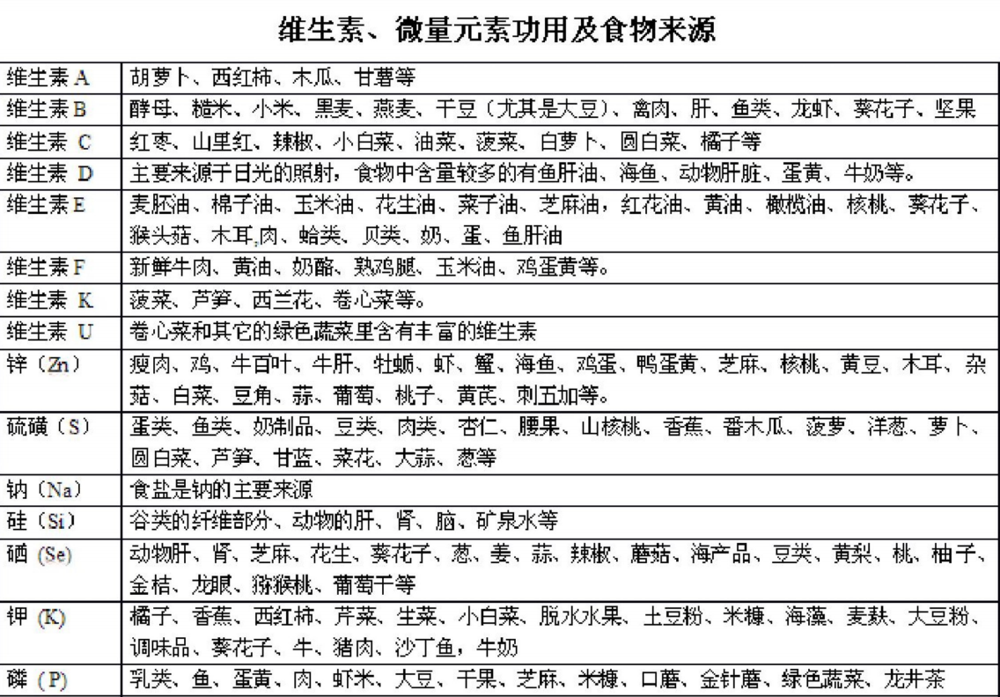 维生素、微量元素功用及食物来源
维生素 A 胡萝卜、西红柿、木瓜、甘薯等
维生素 B 酵母、糙米、小米、黑麦、燕麦、干豆（尤其是大豆）、禽肉、肝、鱼类、龙虾、葵花子、坚果
维生素 C 红枣、山里红、辣椒、小白菜、油菜、菠菜、白萝卜、圆白菜、橘子等
维生素 D 主要来源于日光的照射，食物中含量较多的有鱼肝油、海鱼、动物肝脏、蛋黄、牛奶等。
维生素 E 麦胚油、棉子油、玉米油、花生油、菜子油、芝麻油，红花油、黄油、橄榄油、核桃、葵花子、
猴头菇、木耳,肉、蛤类、贝类、奶、蛋、鱼肝油
维生素 F 新鲜牛肉、黄油、奶酪、熟鸡腿、玉米油、鸡蛋黄等。
维生素 K 菠菜、芦笋、西兰花、卷心菜等。
维生素 U 卷心菜和其它的绿色蔬菜里含有丰富的维生素
锌（Zn） 瘦肉、鸡、牛百叶、牛肝、牡蛎、虾、蟹、海鱼、鸡蛋、鸭蛋黄、芝麻、核桃、黄豆、木耳、杂
菇、白菜、豆角、蒜、葡萄、桃子、黄芪、刺五加等。
硫磺（S） 蛋类、鱼类、奶制品、豆类、肉类、杏仁、腰果、山核桃、香蕉、番木瓜、菠萝、洋葱、萝卜、
圆白菜、芦笋、甘蓝、菜花、大蒜、葱等
钠（Na） 食盐是钠的主要来源
硅（Si） 谷类的纤维部分、动物的肝、肾、脑、矿泉水等
硒 (Se) 动物肝、肾、芝麻、花生、葵花子、葱、姜、蒜、辣椒、蘑菇、海产品、豆类、黄梨、桃、柚子、
金桔、龙眼、猕猴桃、葡萄干等
钾 (K) 橘子、香蕉、西红柿、芹菜、生菜、小白菜、脱水水果、土豆粉、米糠、海藻、麦麸、大豆粉、
调味品、葵花子、牛、猪肉、沙丁鱼，牛奶
磷 (P) 乳类、鱼、蛋黄、肉、虾米、大豆、干果、芝麻、米糠、口蘑、金针蘑、绿色蔬菜、龙井茶